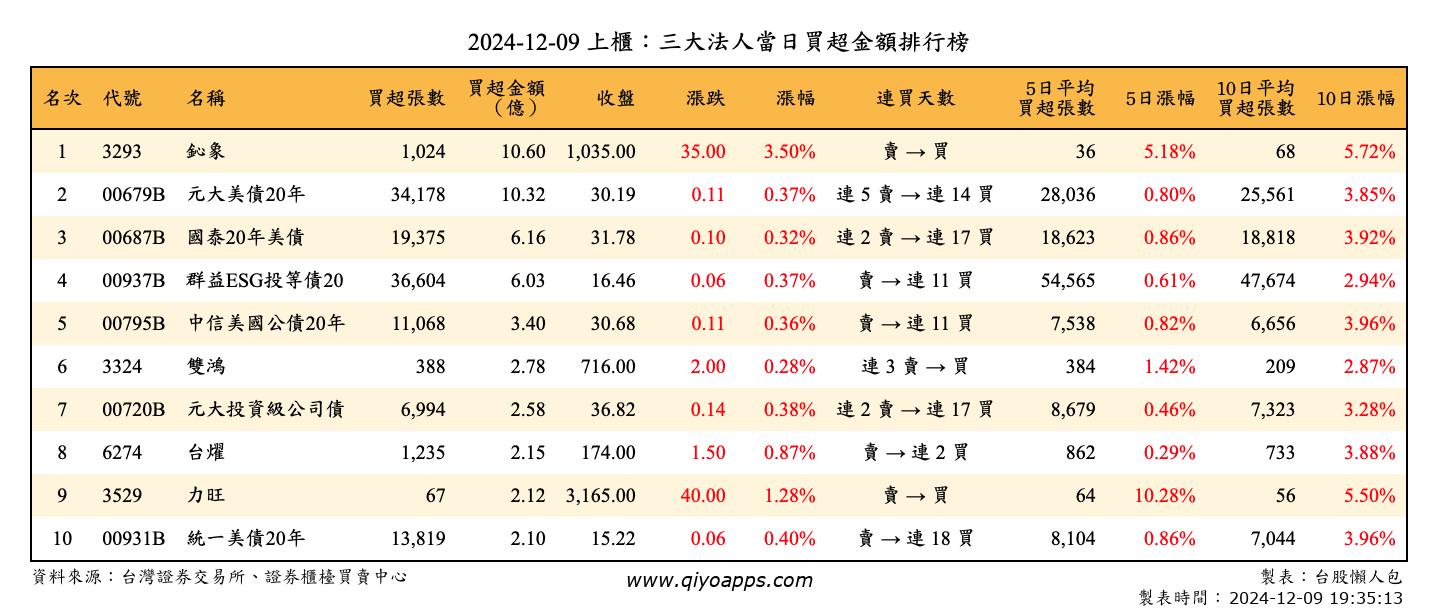 2024-12-09 上櫃：三大法人當日買超金額排行榜
名次 代號 名稱 買超張數 買超金額（億） 收盤 漲跌 漲幅 連買天數 5日平均買超張數 5日漲幅 10日平均買超張數 10日漲幅
1 3293 鈊象 1,024 10.60 1,035.00 35.00 3.50% 賣 → 買 36 5.18% 68 5.72%
2 00679B 元大美債20年 34,178 10.32 30.19 0.11 0.37% 連 5 賣 → 連 14 買 28,036 0.80% 25,561 3.85%
3 00687B 國泰20年美債 19,375 6.16 31.78 0.10 0.32% 連 2 賣 → 連 17 買 18,623 0.86% 18,818 3.92%
4 00937B 群益ESG投等債20 36,604 6.03 16.46 0.06 0.37% 賣 → 連 11 買 54,565 0.61% 47,674 2.94%
5 00795B 中信美國公債20年 11,068 3.40 30.68 0.11 0.36% 賣 → 連 11 買 7,538 0.82% 6,656 3.96%
6 3324 雙鴻 388 2.78 716.00 2.00 0.28% 連 3 賣 → 買 384 1.42% 209 2.87%
7 00720B 元大投資級公司債 6,994 2.58 36.82 0.14 0.38% 連 2 賣 → 連 17 買 8,679 0.46% 7,323 3.28%
8 6274 台燿 1,235 2.15 174.00 1.50 0.87% 賣 → 連 2 買 862 0.29% 733 3.88%
9 3529 力旺 67 2.12 3,165.00 40.00 1.28% 賣 → 買 64 10.28% 56 5.50%
10 00931B 統一美債20年 13,819 2.10 15.22 0.06 0.40% 賣 → 連 18 買 8,104 0.86% 7,044 3.96%
資料來源：台灣證券交易所、證券櫃檯買賣中心
www.qiyoapps.com
製表：台股懶人包
製表時間：2024-12-09 19:35:13